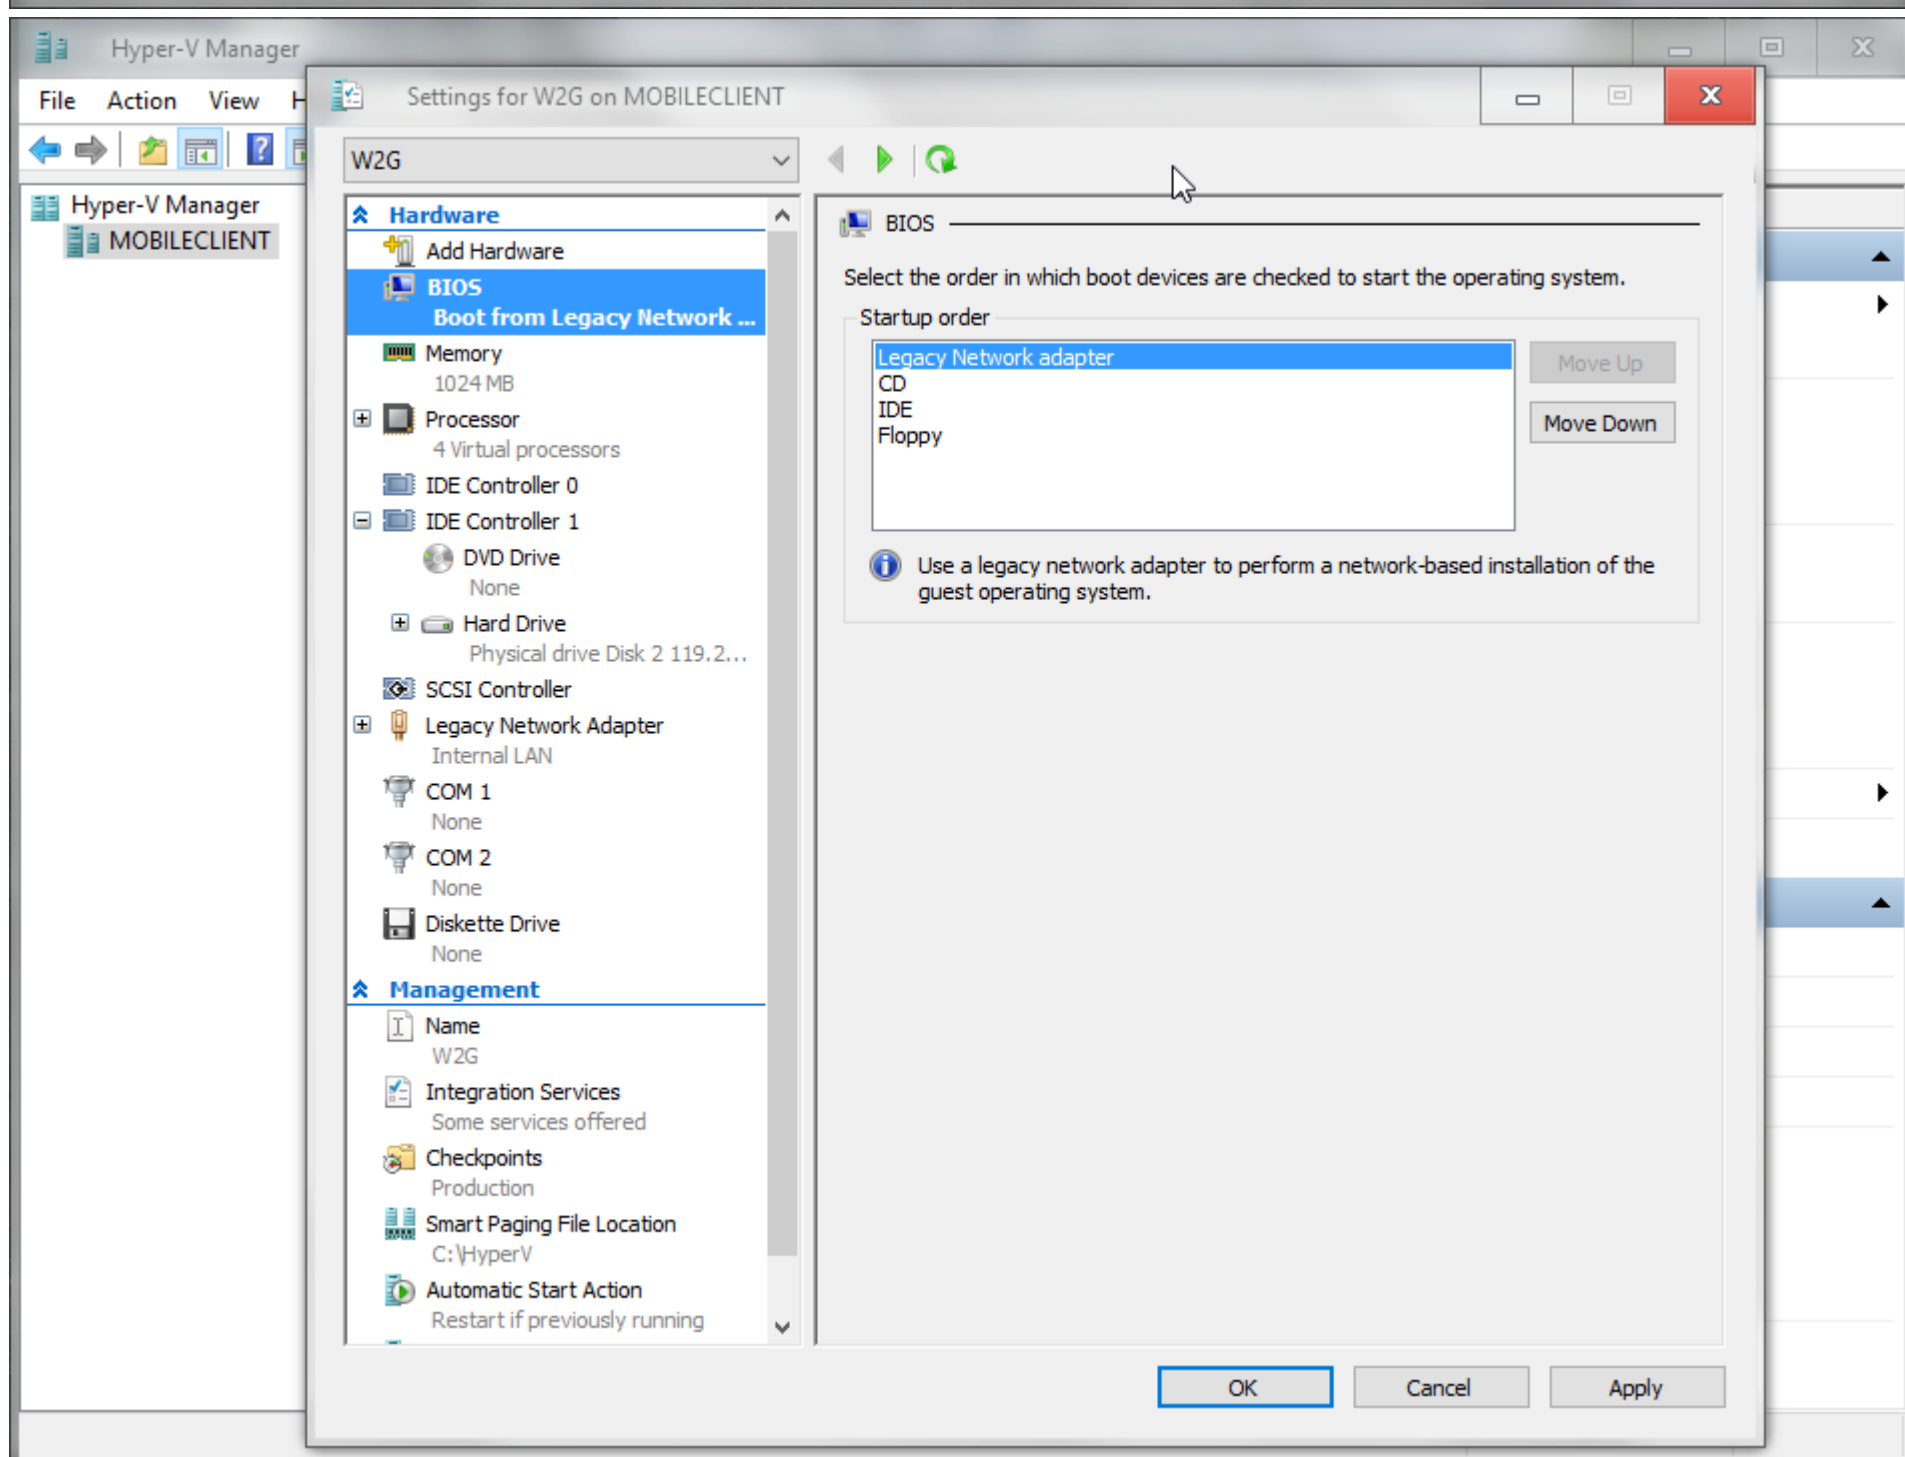 Hyper-V Manager
File Action View H
Settings for W2G on MOBILECLIENT
W2G
Hyper-V Manager
MOBILECLIENT
Hardware
Add Hardware
BIOS
Boot from Legacy Network ...
Memory
1024 MB
Processor
4 Virtual processors
IDE Controller 0
IDE Controller 1
DVD Drive
None
Hard Drive
Physical drive Disk 2 119.2...
SCSI Controller
Legacy Network Adapter
Internal LAN
COM 1
None
COM 2
None
Diskette Drive
None
Management
Name
W2G
Integration Services
Some services offered
Checkpoints
Production
Smart Paging File Location
C:\HyperV
Automatic Start Action
Restart if previously running
BIOS
Select the order in which boot devices are checked to start the operating system.
Startup order
Legacy Network adapter
CD
IDE
Floppy
Move Up
Move Down
Use a legacy network adapter to perform a network-based installation of the
guest operating system.
OK Cancel Apply